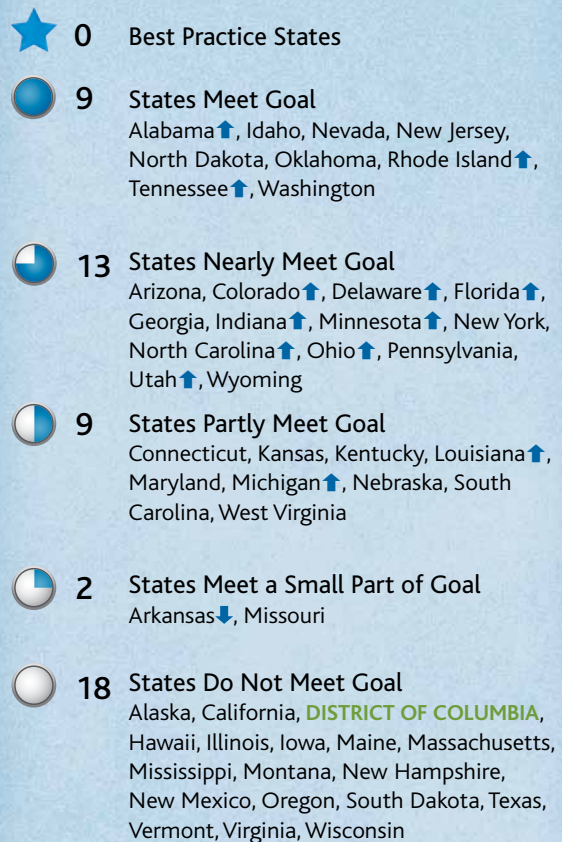 0 Best Practice States
9 States Meet Goal
Alabama⬆, Idaho, Nevada, New Jersey,
North Dakota, Oklahoma, Rhode Island⬆,
Tennessee⬆, Washington
13 States Nearly Meet Goal
Arizona, Colorado⬆, Delaware⬆, Florida⬆,
Georgia, Indiana⬆, Minnesota⬆, New York,
North Carolina⬆, Ohio⬆, Pennsylvania,
Utah⬆, Wyoming
9 States Partly Meet Goal
Connecticut, Kansas, Kentucky, Louisiana⬆,
Maryland, Michigan⬆, Nebraska, South
Carolina, West Virginia
2 States Meet a Small Part of Goal
Arkansas⬇, Missouri
18 States Do Not Meet Goal
Alaska, California, DISTRICT OF COLUMBIA,
Hawaii, Illinois, Iowa, Maine, Massachusetts,
Mississippi, Montana, New Hampshire,
New Mexico, Oregon, South Dakota, Texas,
Vermont, Virginia, Wisconsin